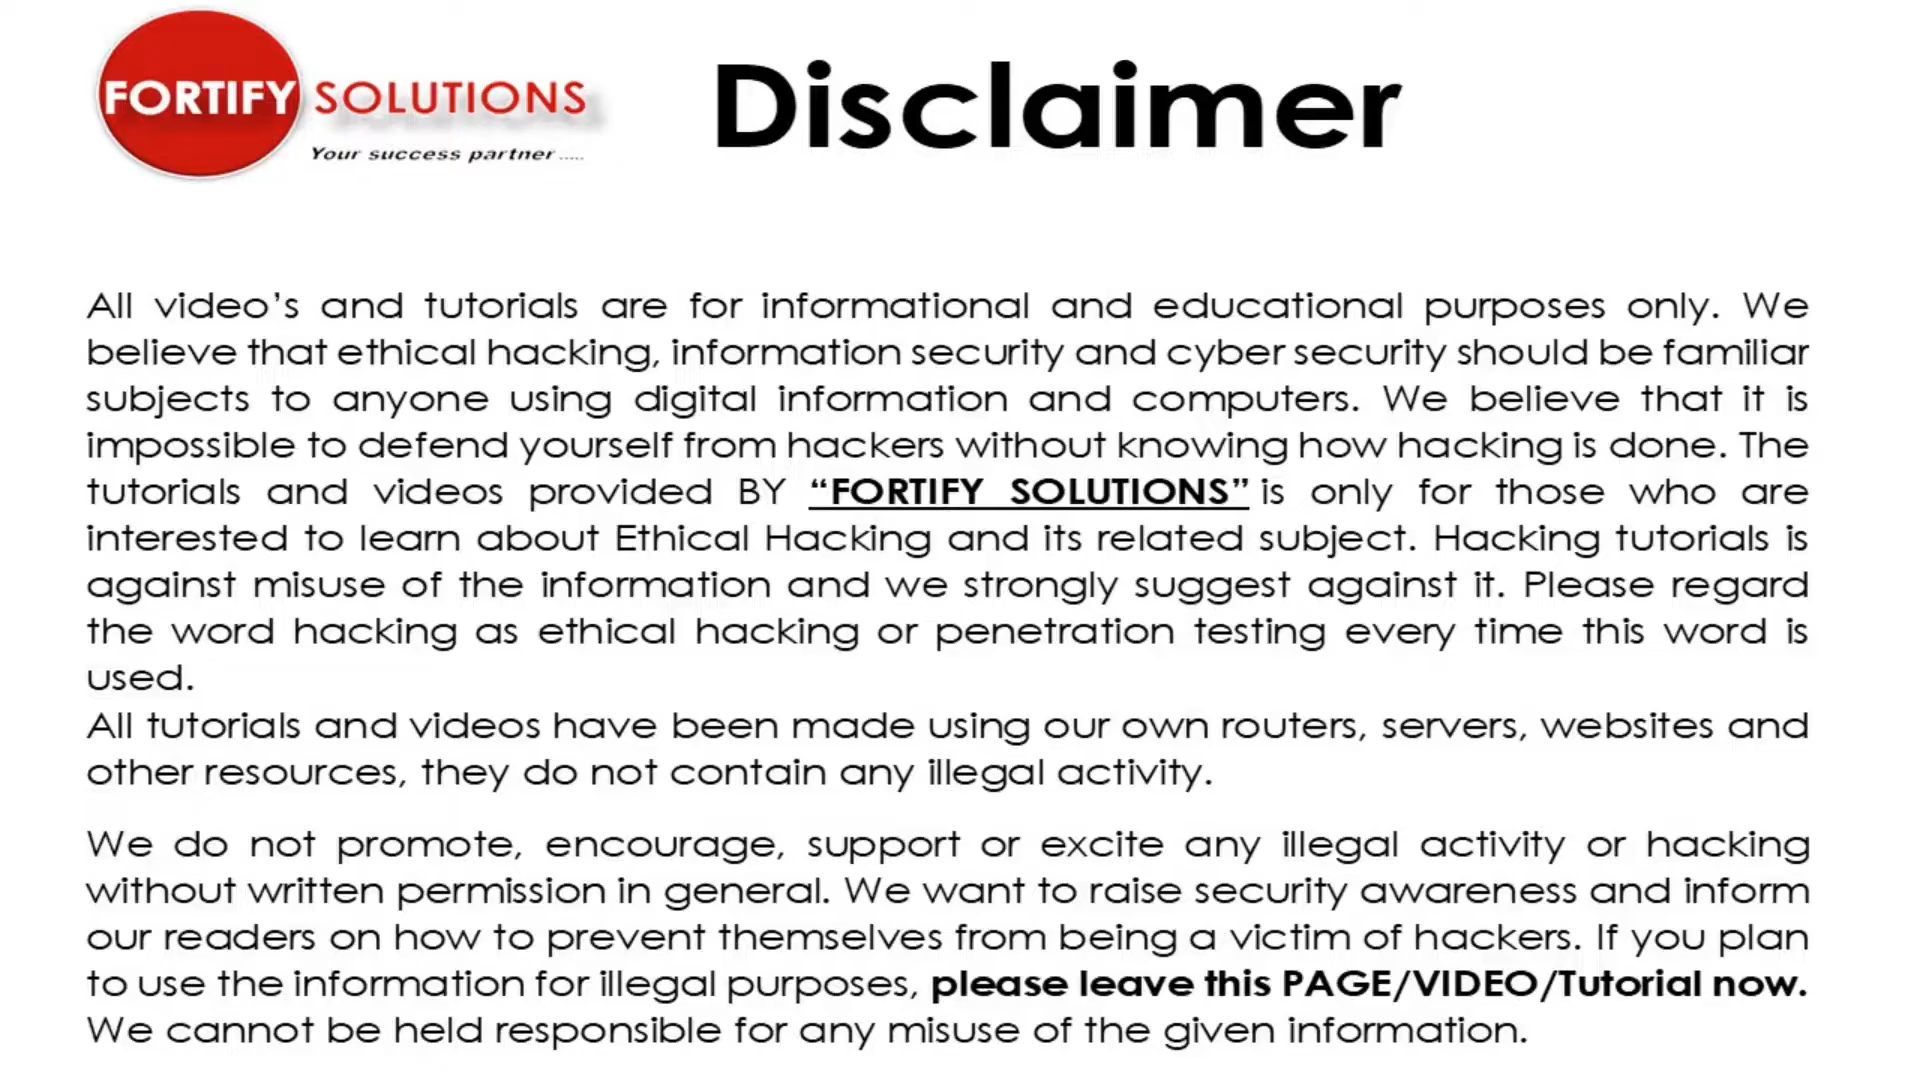 FORTIFY SOLUTIONS
Your success partner .....
Disclaimer
All video’s and tutorials are for informational and educational purposes only. We
believe that ethical hacking, information security and cyber security should be familiar
subjects to anyone using digital information and computers. We believe that it is
impossible to defend yourself from hackers without knowing how hacking is done. The
tutorials and videos provided BY “FORTIFY SOLUTIONS” is only for those who are
interested to learn about Ethical Hacking and its related subject. Hacking tutorials is
against misuse of the information and we strongly suggest against it. Please regard
the word hacking as ethical hacking or penetration testing every time this word is
used.
All tutorials and videos have been made using our own routers, servers, websites and
other resources, they do not contain any illegal activity.
We do not promote, encourage, support or excite any illegal activity or hacking
without written permission in general. We want to raise security awareness and inform
our readers on how to prevent themselves from being a victim of hackers. If you plan
to use the information for illegal purposes, please leave this PAGE/VIDEO/Tutorial now.
We cannot be held responsible for any misuse of the given information.